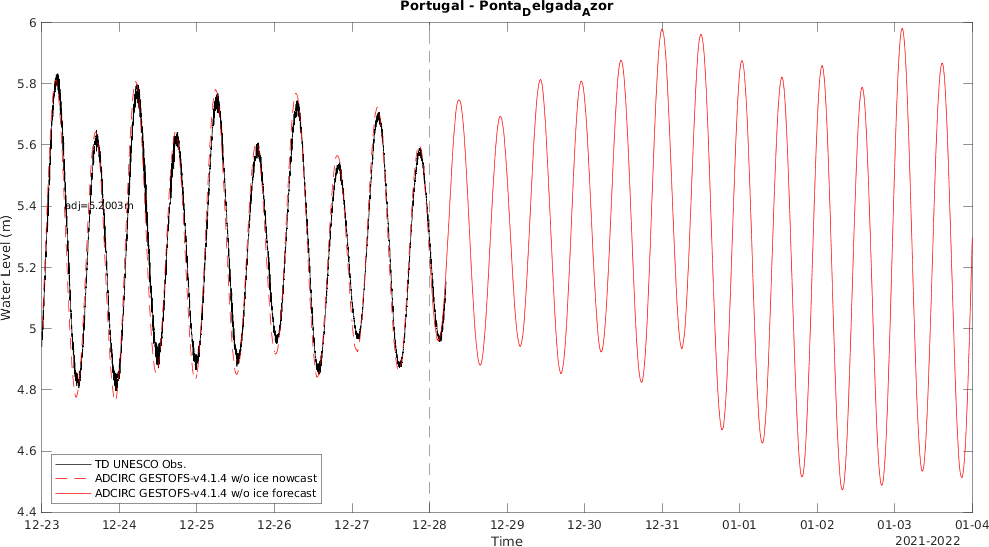 Portugal - PontaDelgadaAzor
6
5.8
5.6
5.4
5.2
5
4.8
4.6
4.4
Water Level (m)
adj=5.2003m
TD UNESCO Obs.
ADCIRC GESTOFS-v4.1.4 w/o ice nowcast
ADCIRC GESTOFS-v4.1.4 w/o ice forecast
12-23 12-24 12-25 12-26 12-27 12-28 12-29 12-30 12-31 01-01 01-02 01-03 01-04
Time
2021-2022